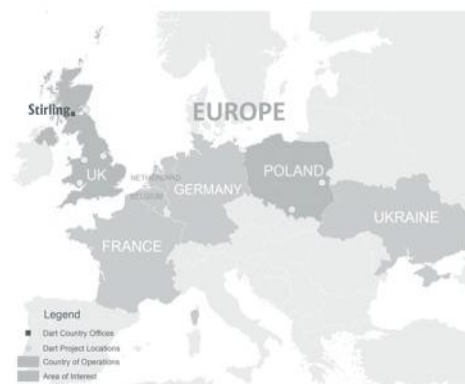 Stirling
EUROPE
UK
NETHERLAND
BELGIUM
GERMANY
POLAND
UKRAINE
FRANCE
Legend
Dart Country Offices
Dart Project Locations
Country of Operations
Area of Interest